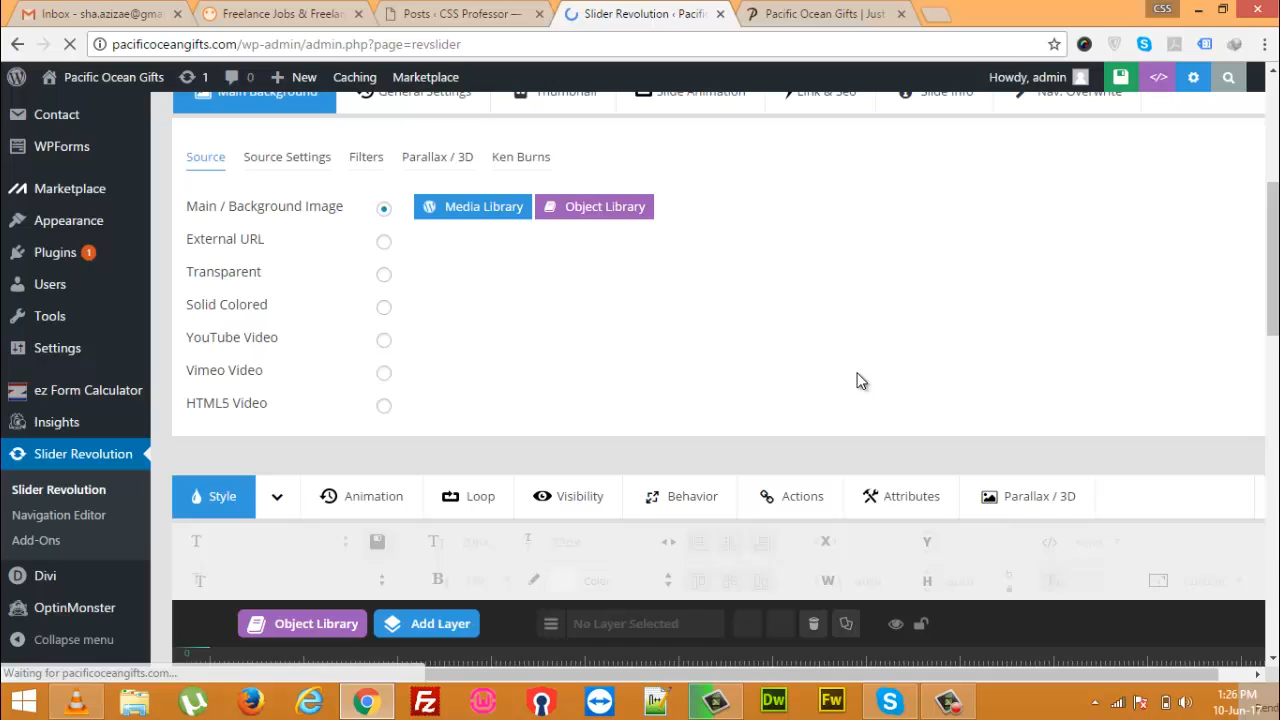 Inbox - sha.azizae@gma
Freelance Jobs & Freelan
Posts ‹ CSS Professor —
Slider Revolution ‹ Pacifi
Pacific Ocean Gifts | Just
CSS
pacificoceangifts.com/wp-admin/admin.php?page=revslider
Pacific Ocean Gifts 1 0 New Caching Marketplace Howdy, admin
Contact
WPForms
Marketplace
Appearance
Plugins 1
Users
Tools
Settings
ez Form Calculator
Insights
Slider Revolution
Slider Revolution
Navigation Editor
Add-Ons
Divi
OptinMonster
Collapse menu
Main Background General Settings Thumbnail Slide Animation Link & Seo Slide Info Nav. Overwrite
Source Source Settings Filters Parallax / 3D Ken Burns
Main / Background Image Media Library Object Library
External URL
Transparent
Solid Colored
YouTube Video
Vimeo Video
HTML5 Video
Style Animation Loop Visibility Behavior Actions Attributes Parallax / 3D
X Y
Color W H
Object Library Add Layer No Layer Selected
0
Waiting for pacificoceangifts.com...
1:26 PM
10-Jun-17